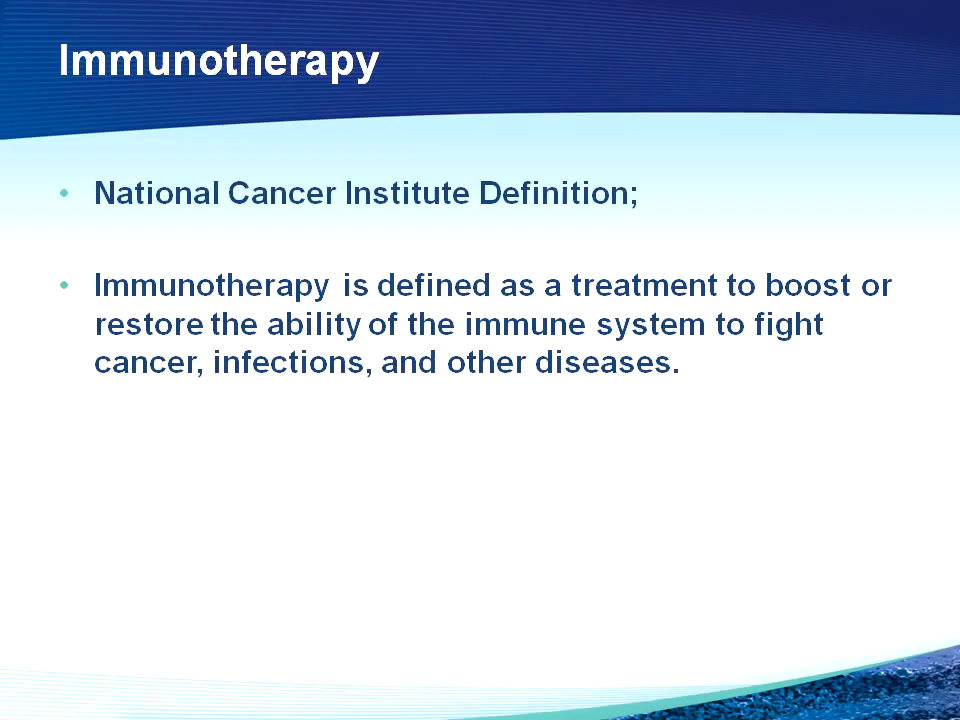 Immunotherapy
• National Cancer Institute Definition;
• Immunotherapy is defined as a treatment to boost or
restore the ability of the immune system to fight
cancer, infections, and other diseases.